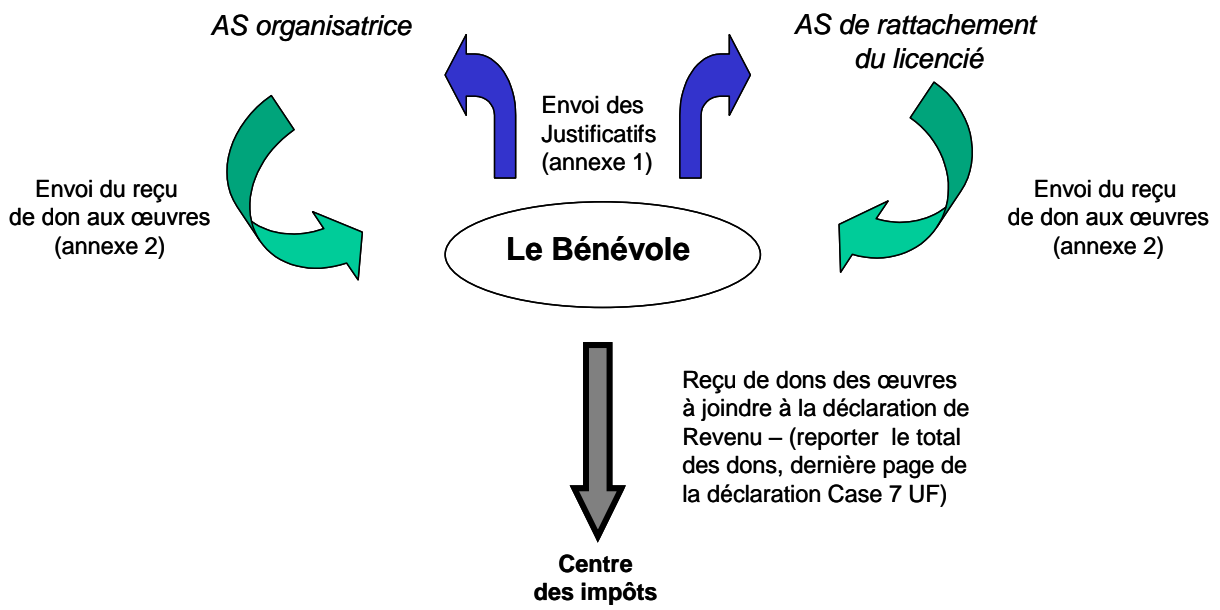 AS organisatrice
AS de rattachement
du licencié
Envoi des
Justificatifs
(annexe 1)
Envoi du reçu
de don aux œuvres
(annexe 2)
Envoi du reçu
de don aux œuvres
(annexe 2)
Le Bénévole
Reçu de dons des œuvres
à joindre à la déclaration de
Revenu – (reporter le total
des dons, dernière page de
la déclaration Case 7 UF)
Centre
des impôts